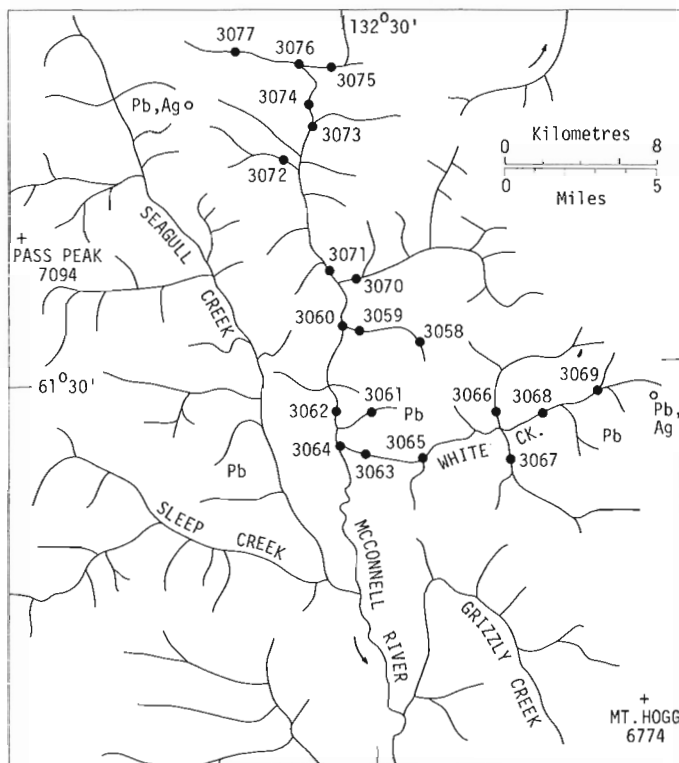 132°30'
3077
3076
3075
Pb,Ag
3074
3073
Kilometres
0 8
0 5
Miles
3072
SEAGULL CREEK
PASS PEAK
7094
3071
3070
3060
3059
3058
61°30'
3069
3061
3066
3068
3062
Pb
Pb,
Ag
3065
WHITE CK.
Pb
3064
3063
3067
Pb
SLEEP CREEK
MCCONNELL RIVER
GRIZZLY CREEK
MT. HOGG
6774